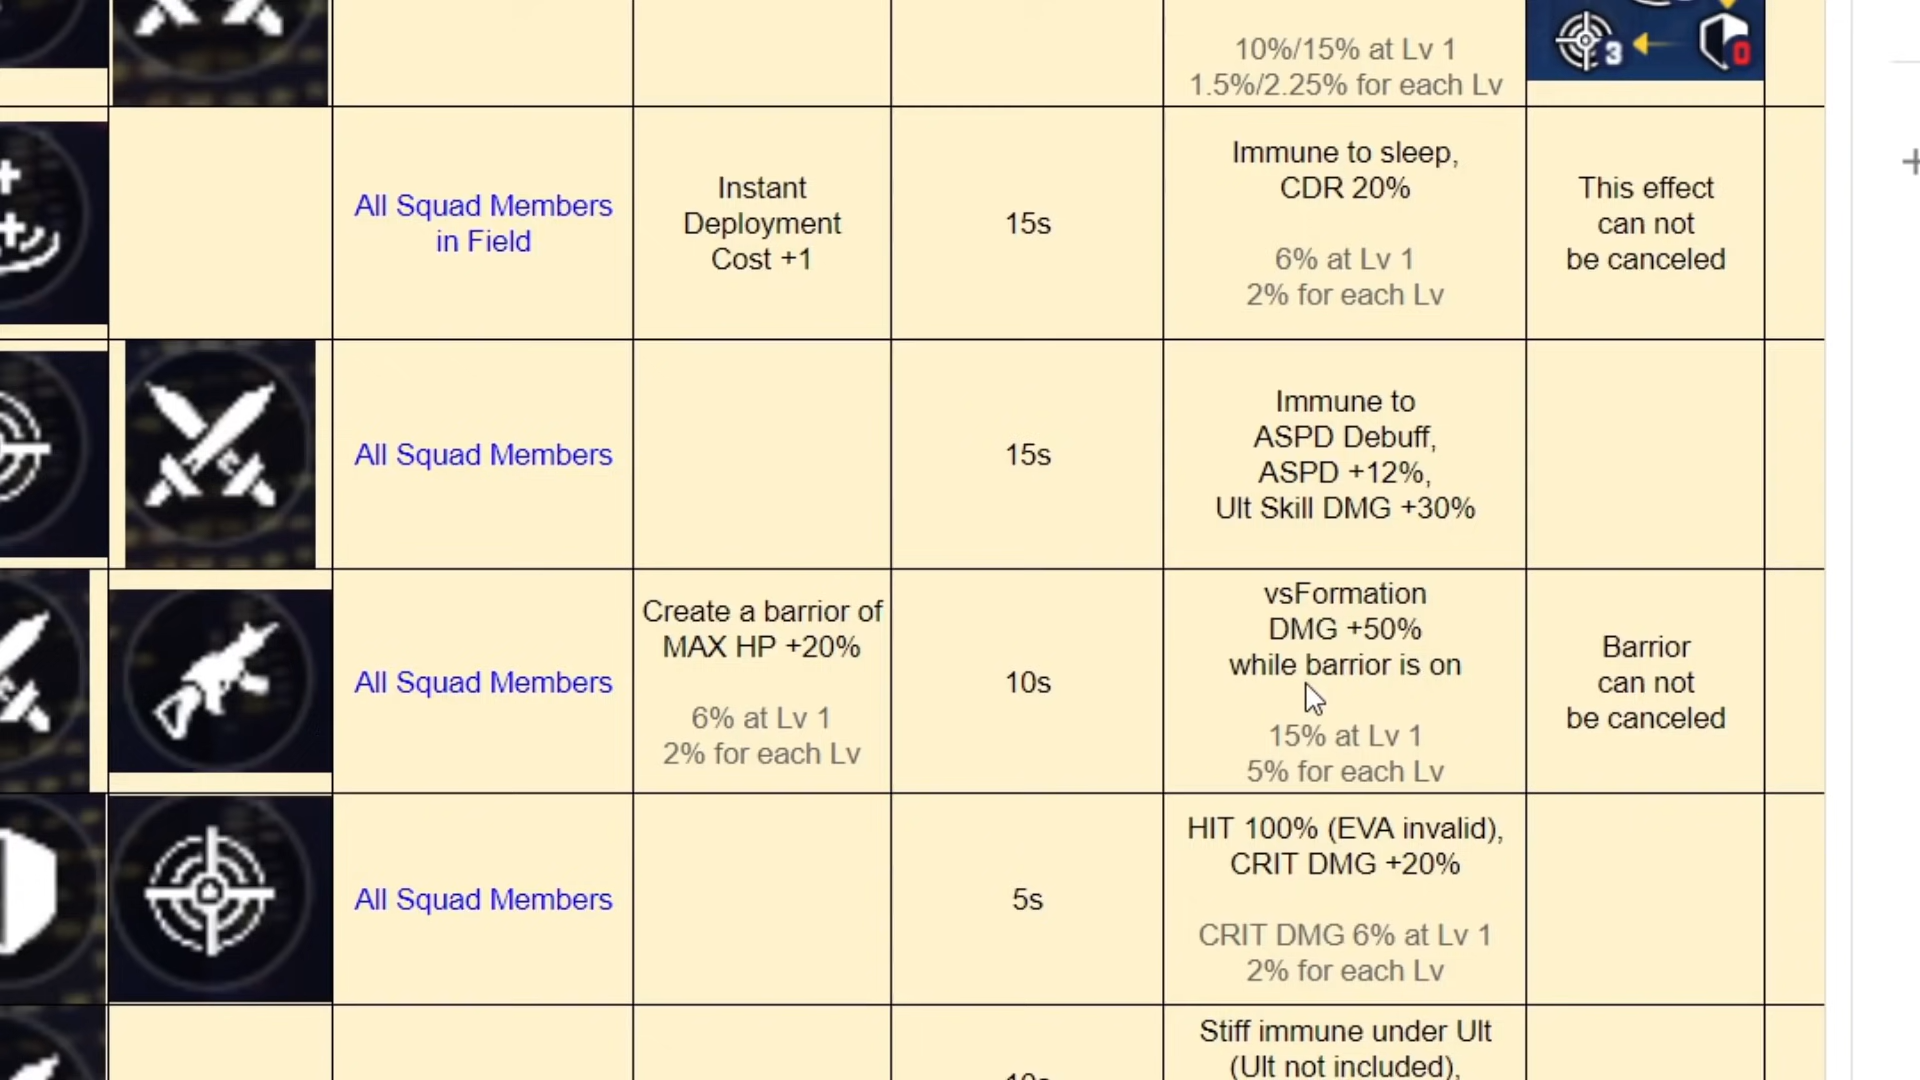 10%/15% at Lv 1
1.5%/2.25% for each Lv
3
0
All Squad Members
in Field
Instant
Deployment
Cost +1
15s
Immune to sleep,
CDR 20%
6% at Lv 1
2% for each Lv
This effect
can not
be canceled
All Squad Members
15s
Immune to
ASPD Debuff,
ASPD +12%,
Ult Skill DMG +30%
All Squad Members
Create a barrior of
MAX HP +20%
6% at Lv 1
2% for each Lv
10s
vsFormation
DMG +50%
while barrior is on
15% at Lv 1
5% for each Lv
Barrior
can not
be canceled
All Squad Members
5s
HIT 100% (EVA invalid),
CRIT DMG +20%
CRIT DMG 6% at Lv 1
2% for each Lv
Stiff immune under Ult
(Ult not included),